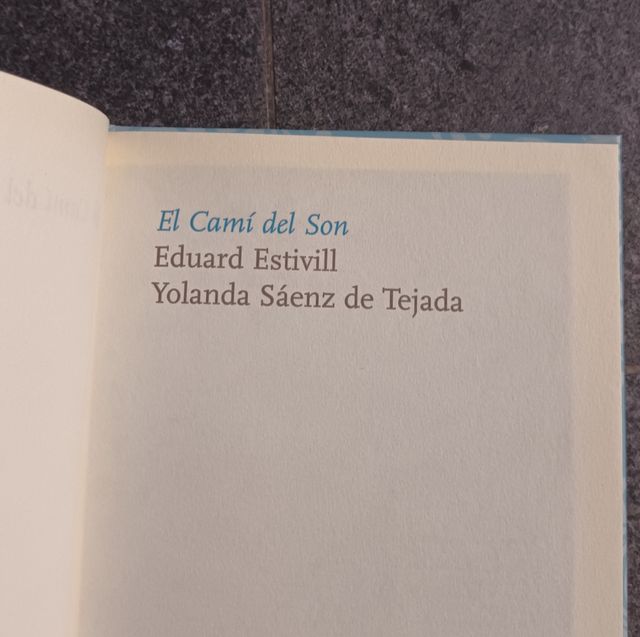 El Camí del Son
Eduard Estivill
Yolanda Sáenz de Tejada